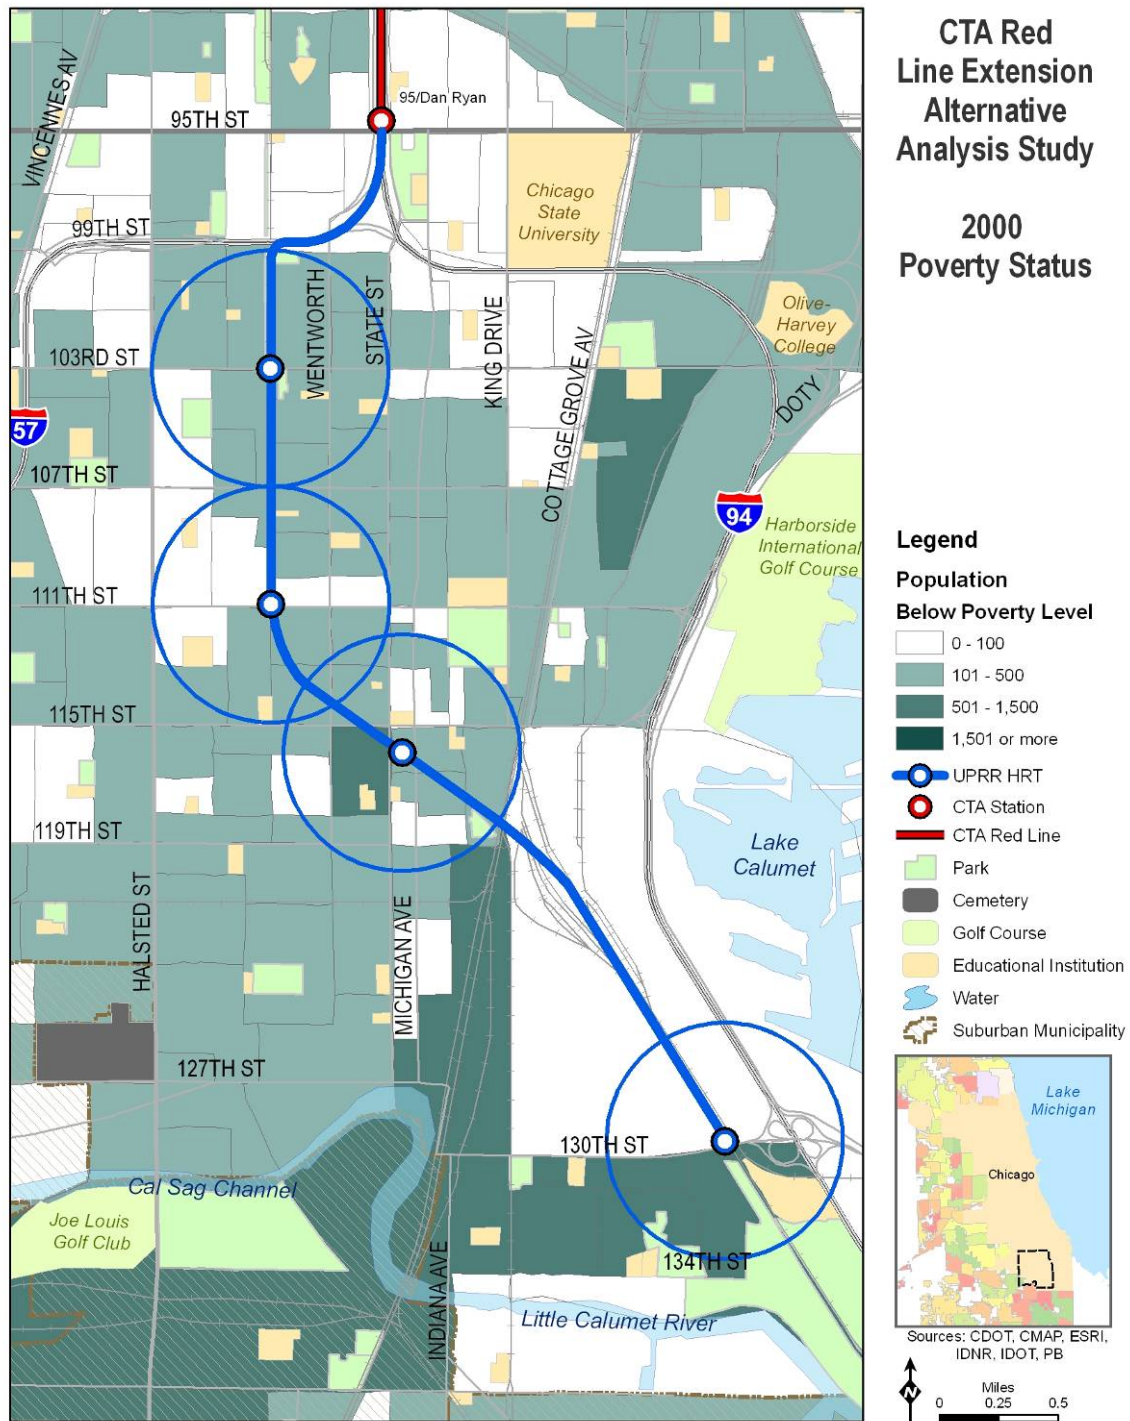 CTA Red
Line Extension
Alternative
Analysis Study
2000
Poverty Status
VINCENNES AV
95/Dan Ryan
95TH ST
Chicago
State
University
99TH ST
WENTWORTH
STATE ST
KING DRIVE
COTTAGE GROVE AV
Olive-
Harvey
College
DOTY
103RD ST
57
107TH ST
94
Harborside
International
Golf Course
111TH ST
115TH ST
119TH ST
Lake
Calumet
HALSTED ST
MICHIGAN AVE
127TH ST
130TH ST
Cal Sag Channel
Joe Louis
Golf Club
INDIANA AVE
134TH ST
Little Calumet River
Legend
Population
Below Poverty Level
0 - 100
101 - 500
501 - 1,500
1,501 or more
UPRR HRT
CTA Station
CTA Red Line
Park
Cemetery
Golf Course
Educational Institution
Water
Suburban Municipality
Lake
Michigan
Chicago
Sources: CDOT, CMAP, ESRI,
IDNR, IDOT, PB
N
Miles
0 0.25 0.5